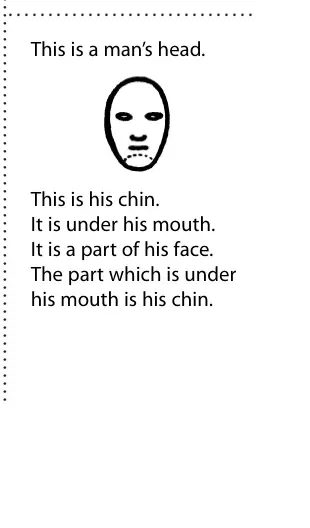 This is a man's head.
This is his chin.
It is under his mouth.
It is a part of his face.
The part which is under
his mouth is his chin.